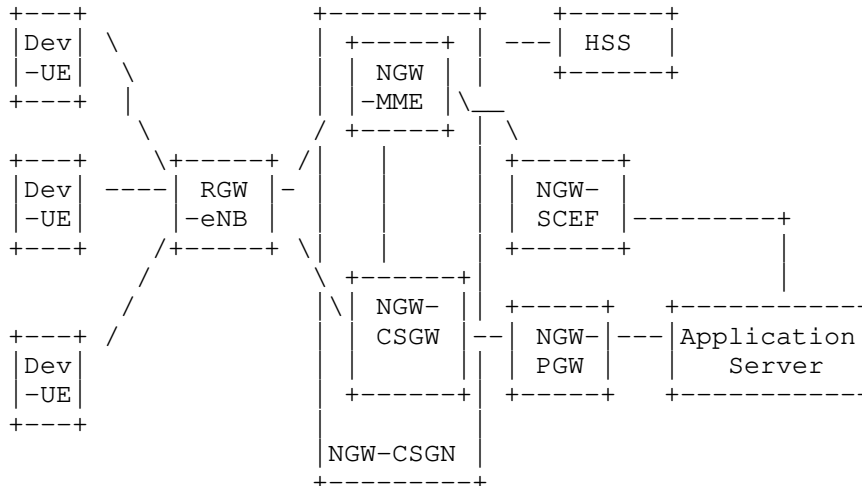 Dev
-UE
HSS
NGW
-MME
Dev
-UE
RGW
-eNB
NGW-
SCEF
Dev
-UE
NGW-
CSGW
NGW-
PGW
Application
Server
NGW-CSGN